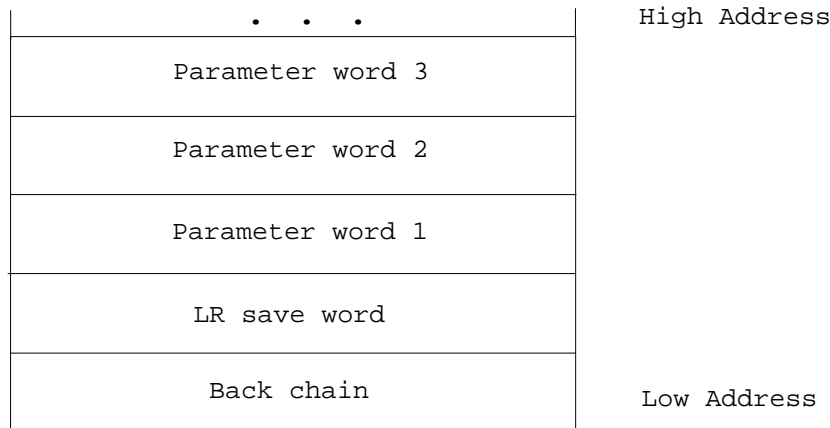 . . .
High Address
Parameter word 3
Parameter word 2
Parameter word 1
LR save word
Back chain
Low Address